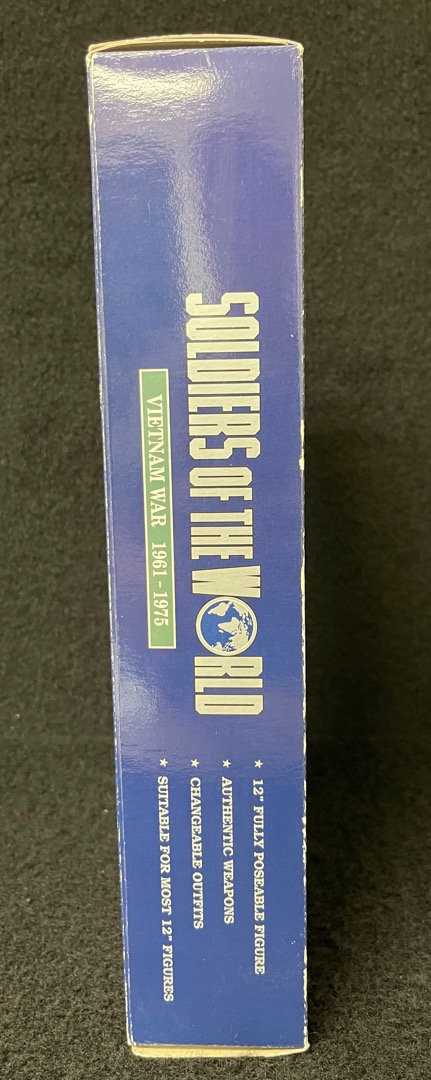 SOLDIERS OF THE WORLD
VIETNAM WAR 1961 - 1975
★ 12" FULLY POSEABLE FIGURE
★ AUTHENTIC WEAPONS
★ CHANGEABLE OUTFITS
★ SUITABLE FOR MOST 12" FIGURES